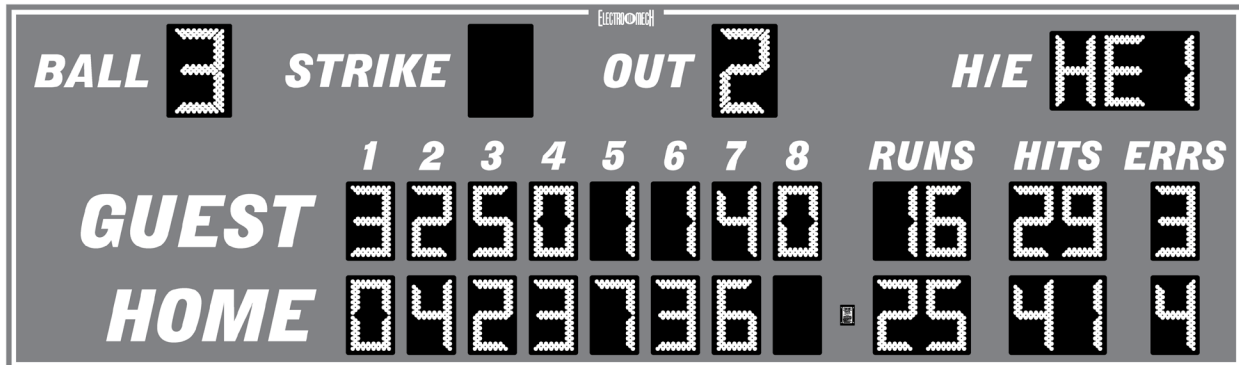 ELECTRO-MECH
BALL 3 STRIKE OUT 2 H/E HE 1
1 2 3 4 5 6 7 8 RUNS HITS ERRS
GUEST 3 2 5 0 1 1 4 0 16 29 3
HOME 0 4 2 3 7 3 6 25 41 4